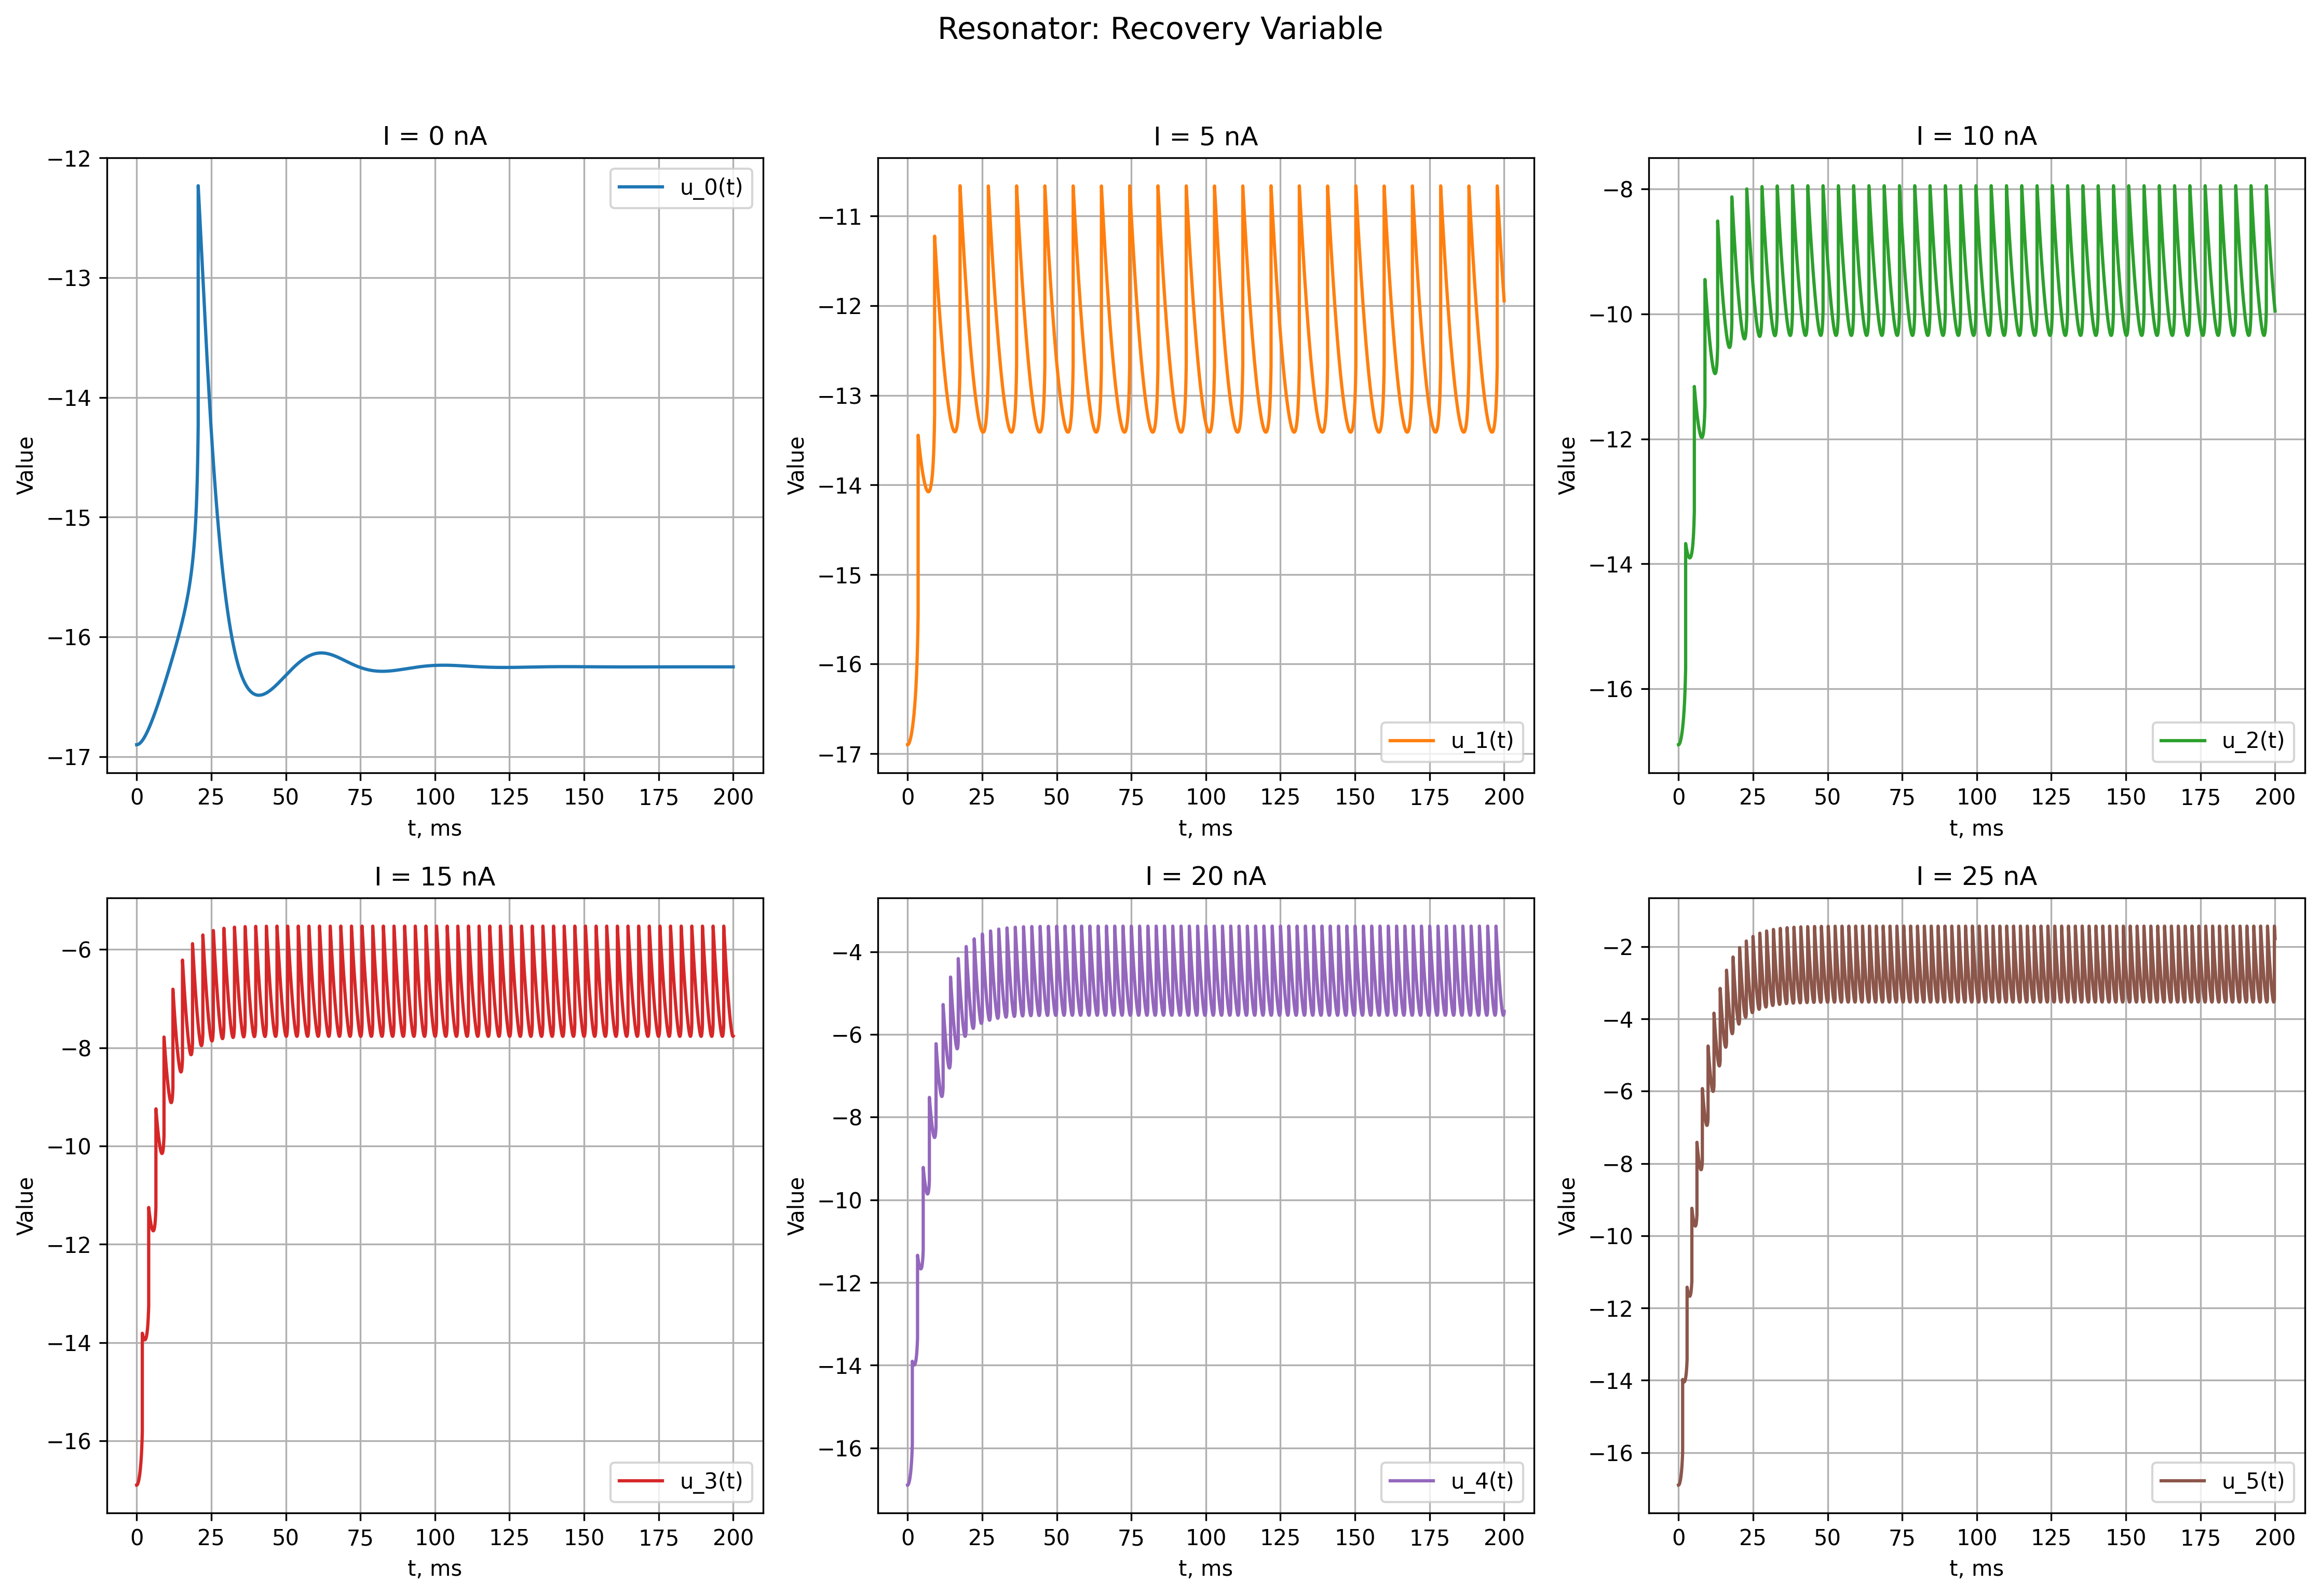 Resonator: Recovery Variable
I = 0 nA
−12
−13
−14
−15
−16
−17
Value
u_0(t)
0 25 50 75 100 125 150 175 200
t, ms
I = 5 nA
−11
−12
−13
−14
−15
−16
−17
Value
u_1(t)
0 25 50 75 100 125 150 175 200
t, ms
I = 10 nA
−8
−10
−12
−14
−16
Value
u_2(t)
0 25 50 75 100 125 150 175 200
t, ms
I = 15 nA
−6
−8
−10
−12
−14
−16
Value
u_3(t)
0 25 50 75 100 125 150 175 200
t, ms
I = 20 nA
−4
−6
−8
−10
−12
−14
−16
Value
u_4(t)
0 25 50 75 100 125 150 175 200
t, ms
I = 25 nA
−2
−4
−6
−8
−10
−12
−14
−16
Value
u_5(t)
0 25 50 75 100 125 150 175 200
t, ms